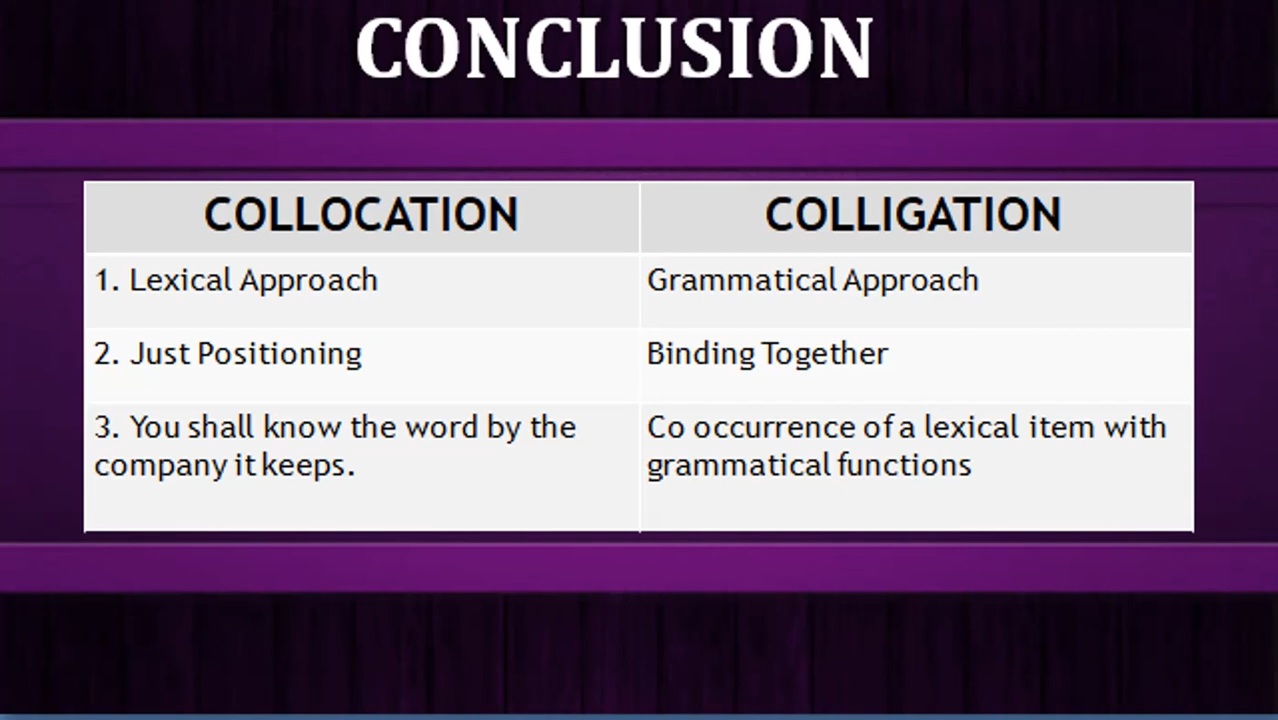 CONCLUSION
COLLOCATION COLLIGATION
1. Lexical Approach Grammatical Approach
2. Just Positioning Binding Together
3. You shall know the word by the Co occurrence of a lexical item with
company it keeps. grammatical functions